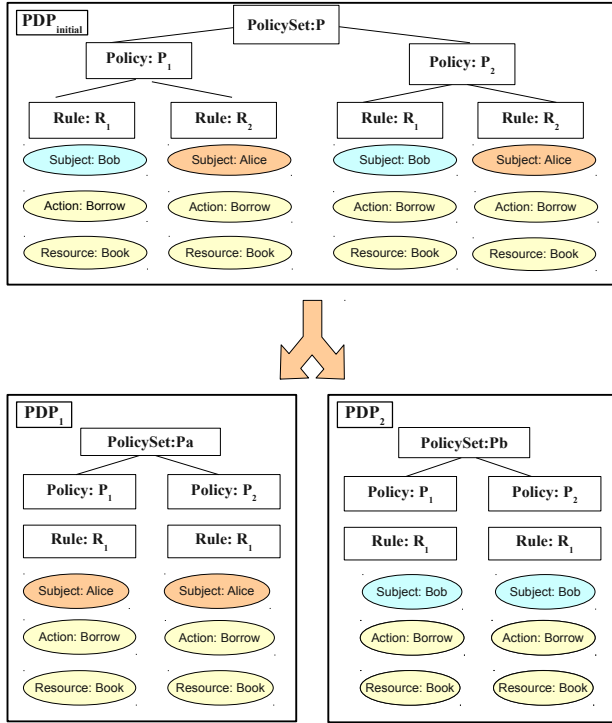 PDP initial
PolicySet:P
Policy: P1
Policy: P2
Rule: R1
Rule: R2
Rule: R1
Rule: R2
Subject: Bob
Subject: Alice
Subject: Bob
Subject: Alice
Action: Borrow
Action: Borrow
Action: Borrow
Action: Borrow
Resource: Book
Resource: Book
Resource: Book
Resource: Book
PDP1
PolicySet:Pa
Policy: P1
Policy: P2
Rule: R1
Rule: R1
Subject: Alice
Subject: Alice
Action: Borrow
Action: Borrow
Resource: Book
Resource: Book
PDP2
PolicySet:Pb
Policy: P1
Policy: P2
Rule: R1
Rule: R1
Subject: Bob
Subject: Bob
Action: Borrow
Action: Borrow
Resource: Book
Resource: Book